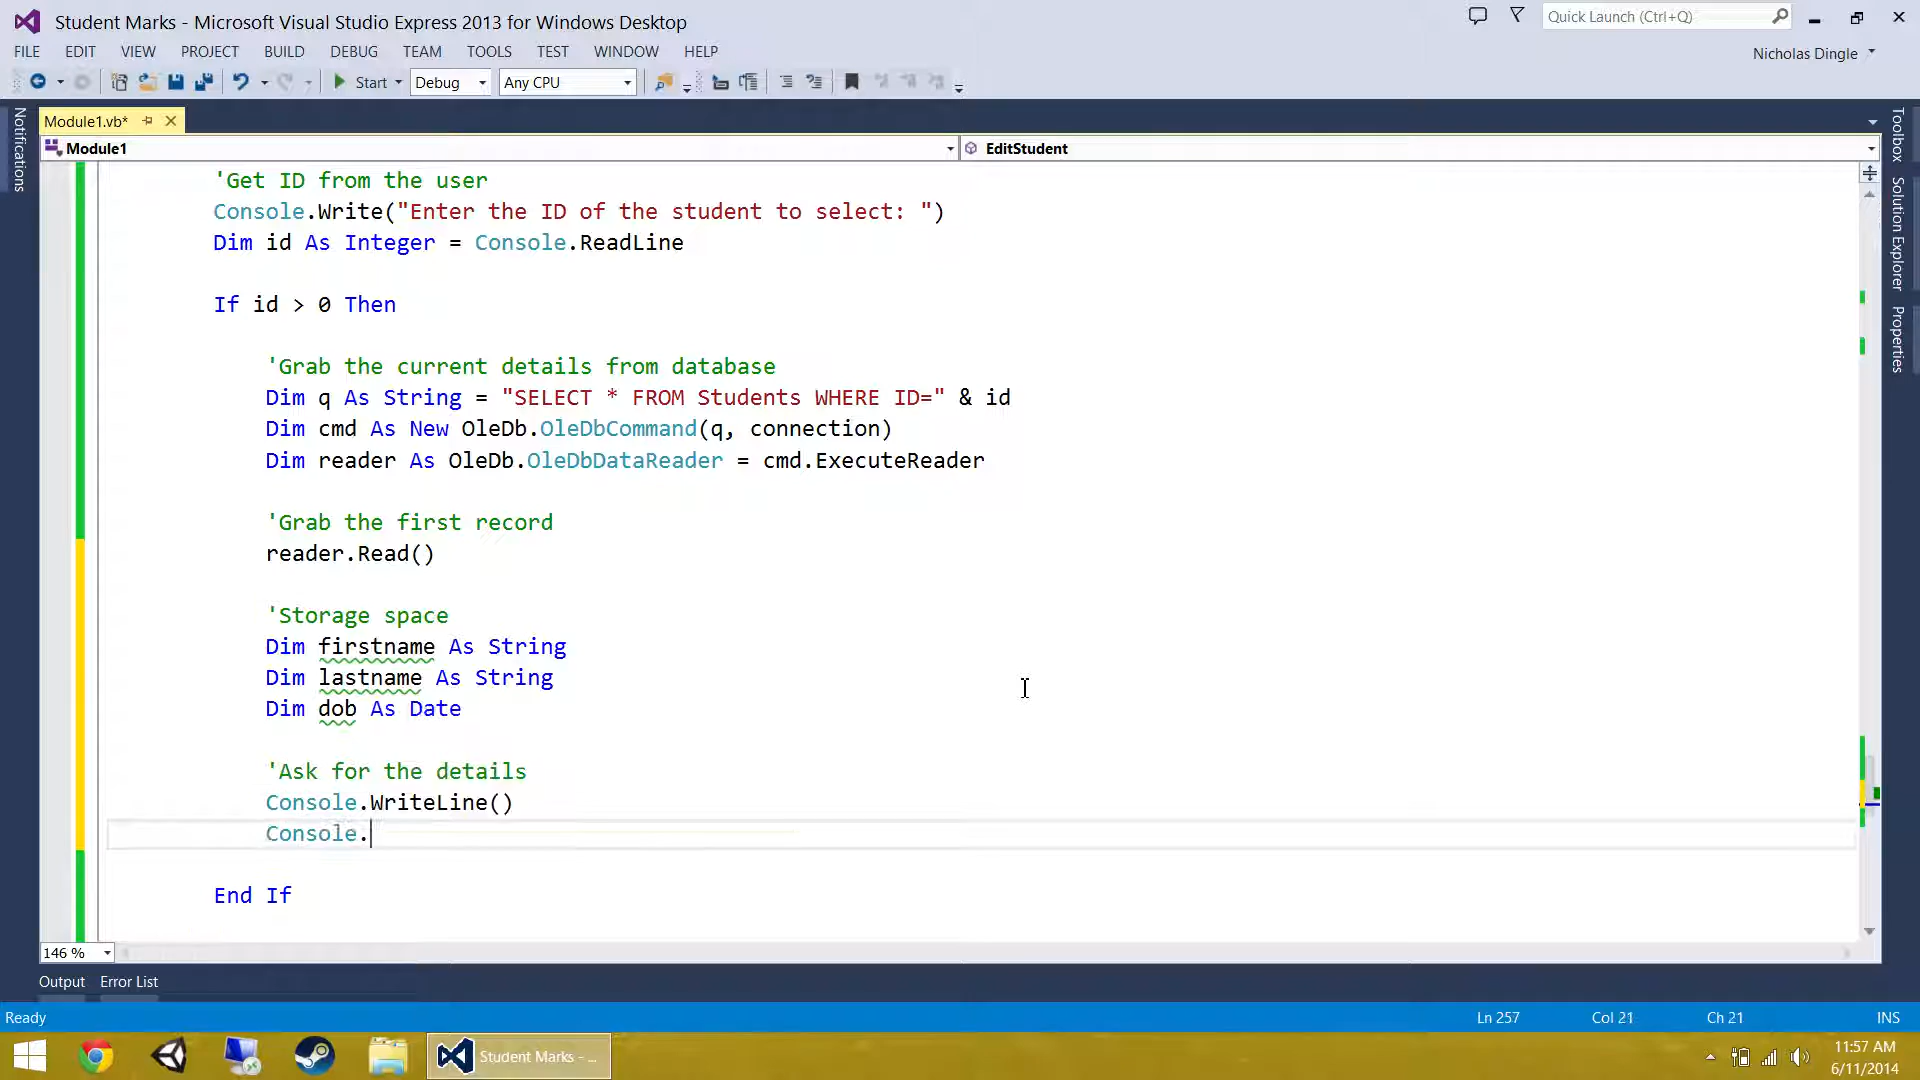 Student Marks - Microsoft Visual Studio Express 2013 for Windows Desktop
Quick Launch (Ctrl+Q)
FILE EDIT VIEW PROJECT BUILD DEBUG TEAM TOOLS TEST WINDOW HELP
Nicholas Dingle
Start Debug Any CPU
Notifications
Module1.vb*
Module1
EditStudent
Toolbox
Solution Explorer
Properties
'Get ID from the user
Console.Write("Enter the ID of the student to select: ")
Dim id As Integer = Console.ReadLine
If id > 0 Then
'Grab the current details from database
Dim q As String = "SELECT * FROM Students WHERE ID=" & id
Dim cmd As New OleDb.OleDbCommand(q, connection)
Dim reader As OleDb.OleDbDataReader = cmd.ExecuteReader
'Grab the first record
reader.Read()
'Storage space
Dim firstname As String
Dim lastname As String
Dim dob As Date
'Ask for the details
Console.WriteLine()
Console.
End If
146 %
Output Error List
Ready
Ln 257 Col 21 Ch 21 INS
Student Marks - ...
11:57 AM
6/11/2014